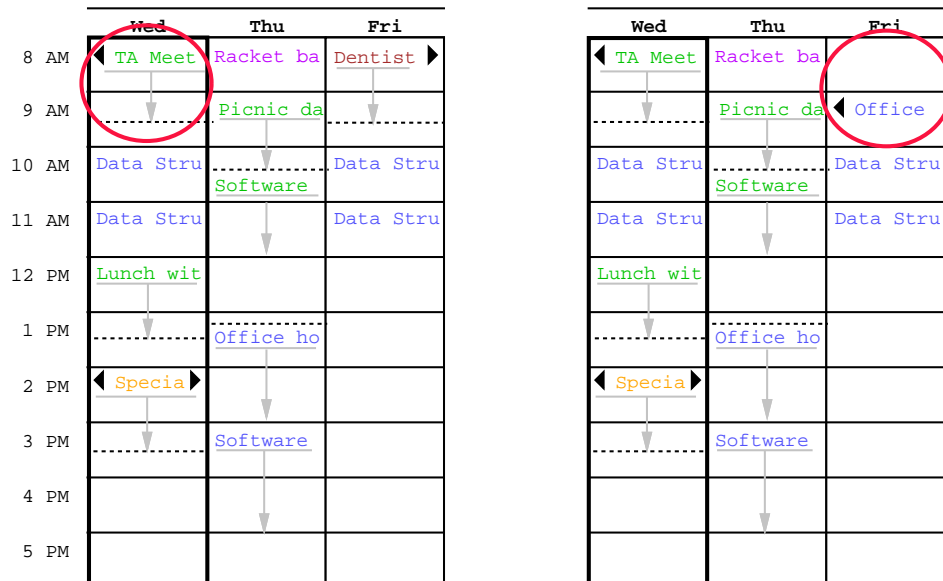 Wed Thu Fri Wed Thu Fri
8 AM TA Meet Racket ba Dentist TA Meet Racket ba
9 AM Picnic da Picnic da Office
10 AM Data Stru Data Stru Data Stru Data Stru
Software Software
11 AM Data Stru Data Stru Data Stru Data Stru
12 PM Lunch wit Lunch wit
1 PM Office ho Office ho
2 PM Specia Specia
3 PM Software Software
4 PM
5 PM